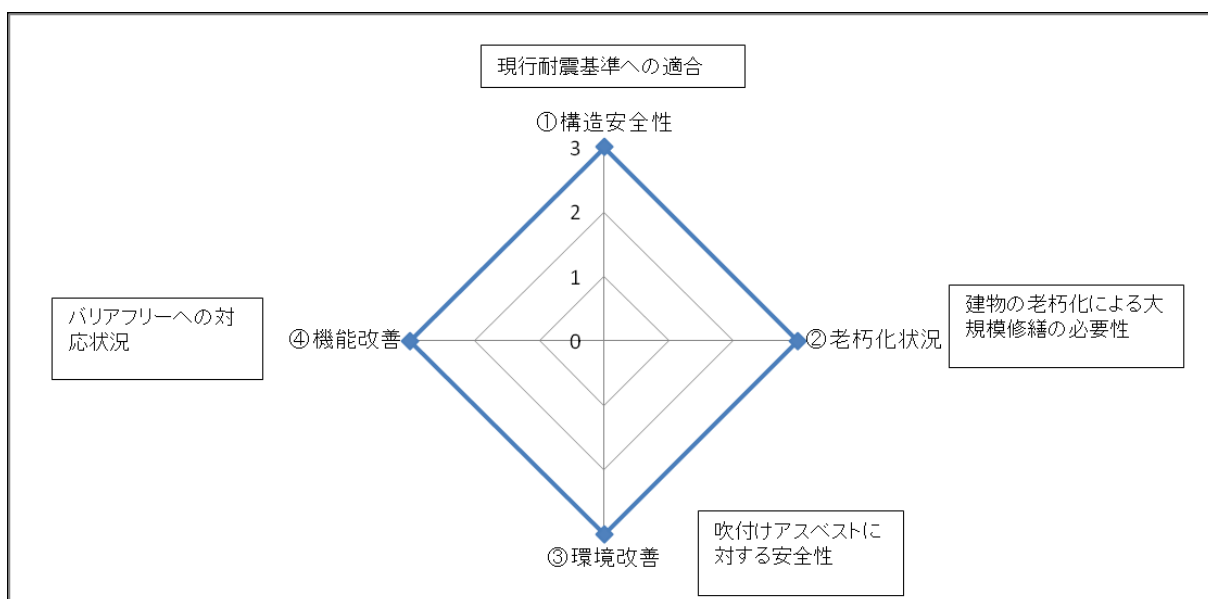 現行耐震基準への適合
①構造安全性
3
2
1
0
バリアフリーへの対
応状況
④機能改善
②老朽化状況
建物の老朽化による大
規模修繕の必要性
③環境改善
吹付けアスベストに
対する安全性